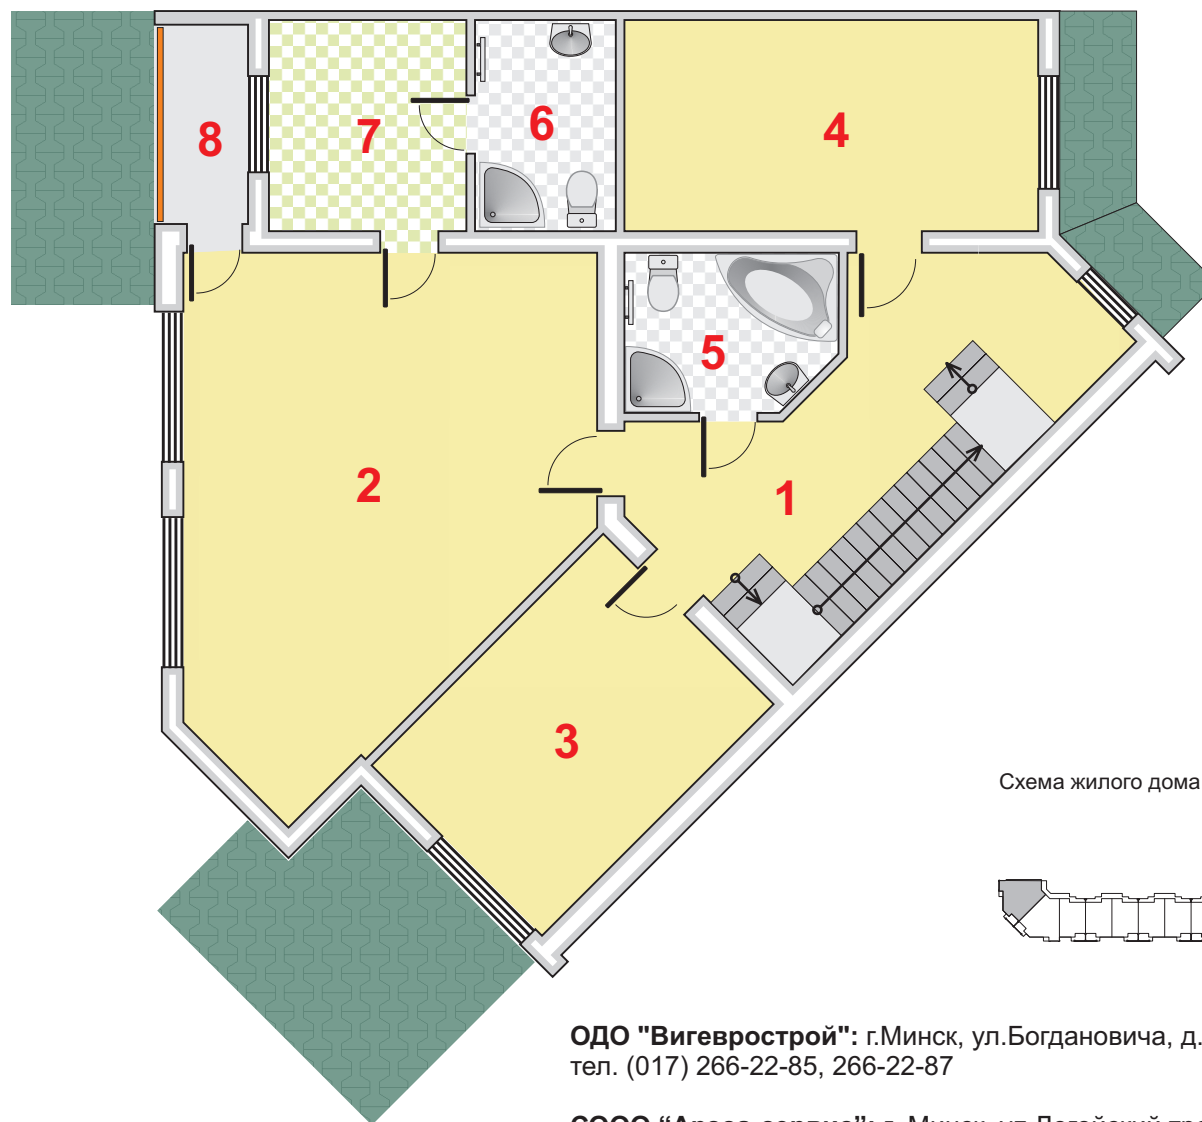 8
7
6
4
5
2
1
3
Схема жилого дома
ОДО "Вигеврострой": г.Минск, ул.Богдановича, д.
тел. (017) 266-22-85, 266-22-87